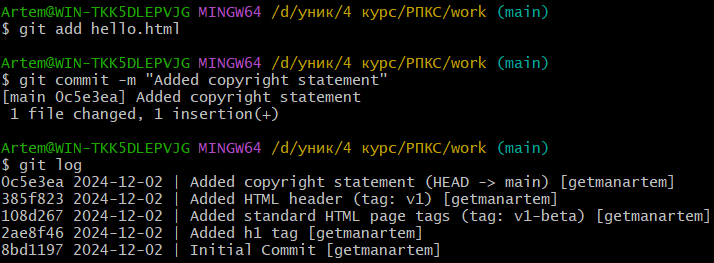 Artem@WIN-TKK5DLEPVJG MINGW64 /d/уник/4 курс/РПКС/work (main)
$ git add hello.html
Artem@WIN-TKK5DLEPVJG MINGW64 /d/уник/4 курс/РПКС/work (main)
$ git commit -m "Added copyright statement"
[main 0c5e3ea] Added copyright statement
 1 file changed, 1 insertion(+)
Artem@WIN-TKK5DLEPVJG MINGW64 /d/уник/4 курс/РПКС/work (main)
$ git log
0c5e3ea 2024-12-02 | Added copyright statement (HEAD -> main) [getmanartem]
385f823 2024-12-02 | Added HTML header (tag: v1) [getmanartem]
108d267 2024-12-02 | Added standard HTML page tags (tag: v1-beta) [getmanartem]
2ae8f46 2024-12-02 | Added h1 tag [getmanartem]
8bd1197 2024-12-02 | Initial Commit [getmanartem]